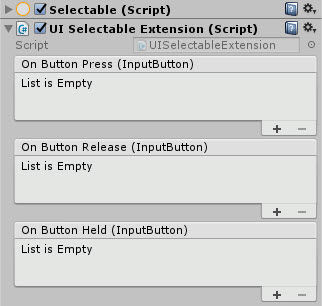 Selectable (Script)
UI Selectable Extension (Script)
Script UISelectableExtension
On Button Press (InputButton)
List is Empty
+ −
On Button Release (InputButton)
List is Empty
+ −
On Button Held (InputButton)
List is Empty
+ −